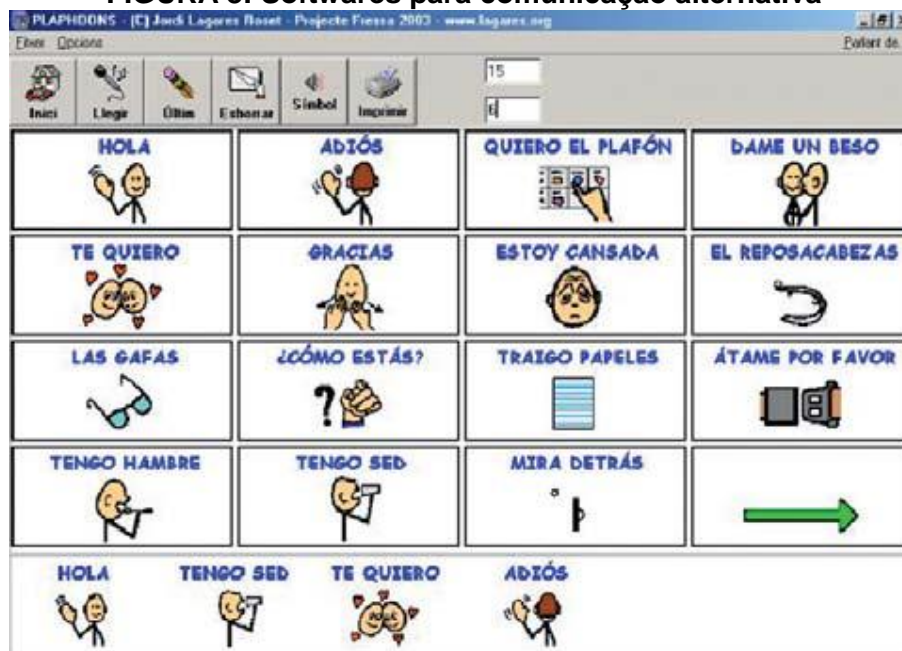 FIGURA 3: Softwares para comunicação alternativa
PLAPHOONS - (C) Jordi Lagares Roset - Projecte Fressa 2003 - www.lagares.org
Fitxer Opcions
Inici Llegir Últim Esborrar Símbol Imprimir
15
6
HOLA ADIÓS QUIERO EL PLAFÓN DAME UN BESO
TE QUIERO GRACIAS ESTOY CANSADA EL REPOSACABEZAS
LAS GAFAS ¿CÓMO ESTÁS? TRAIGO PAPELES ÁTAME POR FAVOR
TENGO HAMBRE TENGO SED MIRA DETRÁS
HOLA TENGO SED TE QUIERO ADIÓS